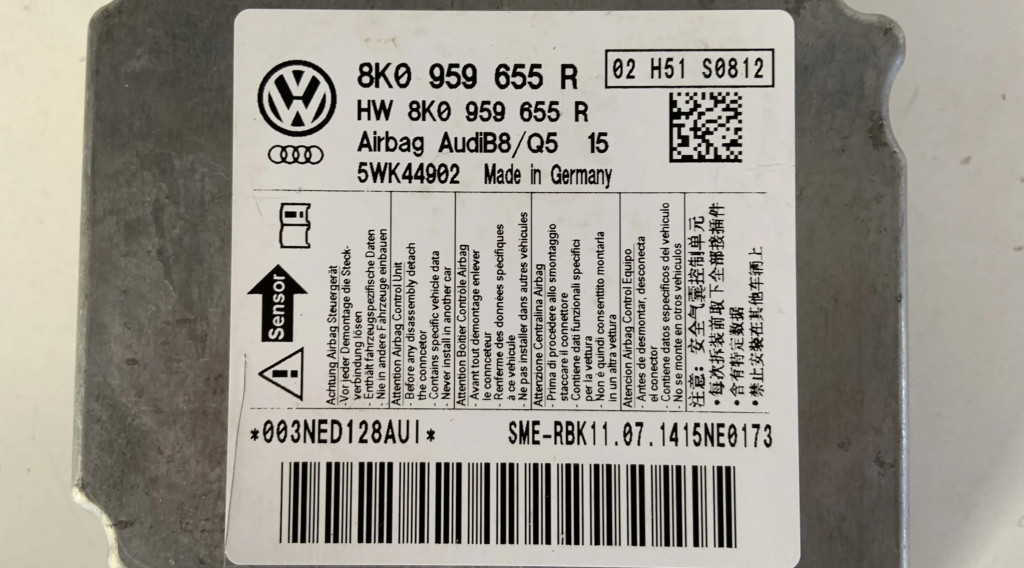 8K0 959 655 R
02 H51 S0812
HW 8K0 959 655 R
Airbag AudiB8/Q5 15
5WK44902 Made in Germany
Sensor
Achtung Airbag Steuergerät
-Vor jeder Demontage die Steck-
verbindung lösen
- Enthält fahrzeugspezifische Daten
- Nie in andere Fahrzeuge einbauen
Attention Airbag Control Unit
- Before any disassembly detach
the conncetor
- Contains specific vehicle data
- Never install in another car
Attention Boitier Contrôle Airbag
- Avant tout demontage enlever
le connceteur
- Renferme des données spécifiques
à ce véhicule
- Ne pas installer dans autres véhicules
Attenzione Centralina Airbag
- Prima di procedere allo smontaggio
staccare il connettore
- Contiene dati funzionali specifici
per la vettura
- Non e quindi consentttito montarla
in un altra vettura
Atencion Airbag Control Equipo
- Antes de desmontar, desconecta
el conector
- Contiene datos especificos del vehiculo
- No se monte en otros vehiculos
注意：安全气囊控制单元
•每次拆装前取下全部接插件
•含有特定数据
•禁止安装在其他车辆上
*003NED128AUI*
SME-RBK11.07.1415NE0173